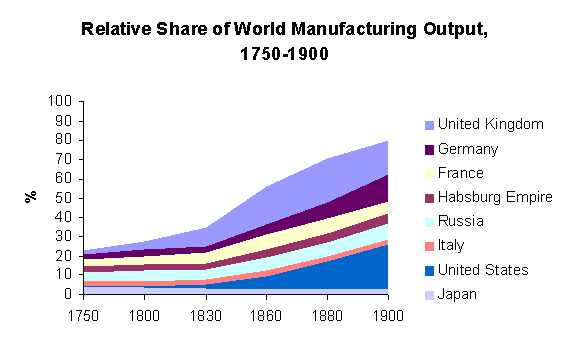 Relative Share of World Manufacturing Output,
1750-1900
100
90
80
70
60
50
40
30
20
10
0
%
1750 1800 1830 1860 1880 1900
United Kingdom
Germany
France
Habsburg Empire
Russia
Italy
United States
Japan